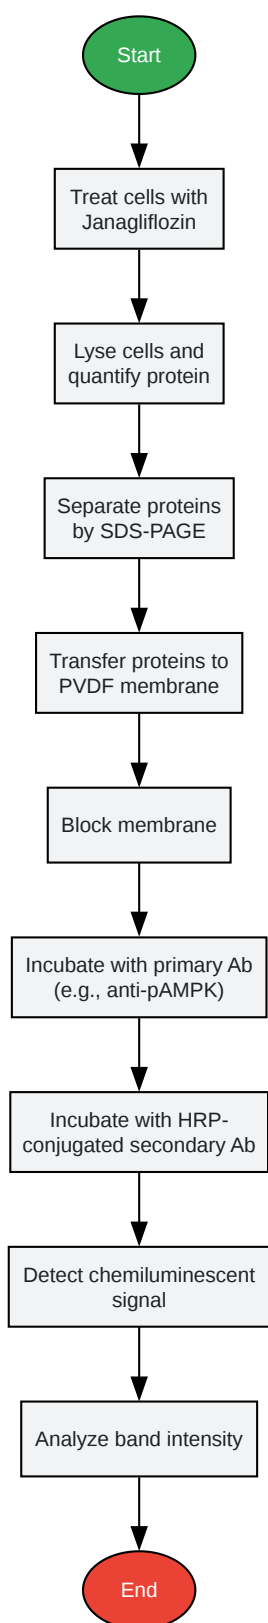 Start
Treat cells with
Janagliflozin
Lyse cells and
quantify protein
Separate proteins
by SDS-PAGE
Transfer proteins to
PVDF membrane
Block membrane
Incubate with primary Ab
(e.g., anti-pAMPK)
Incubate with HRP-
conjugated secondary Ab
Detect chemiluminescent
signal
Analyze band intensity
End